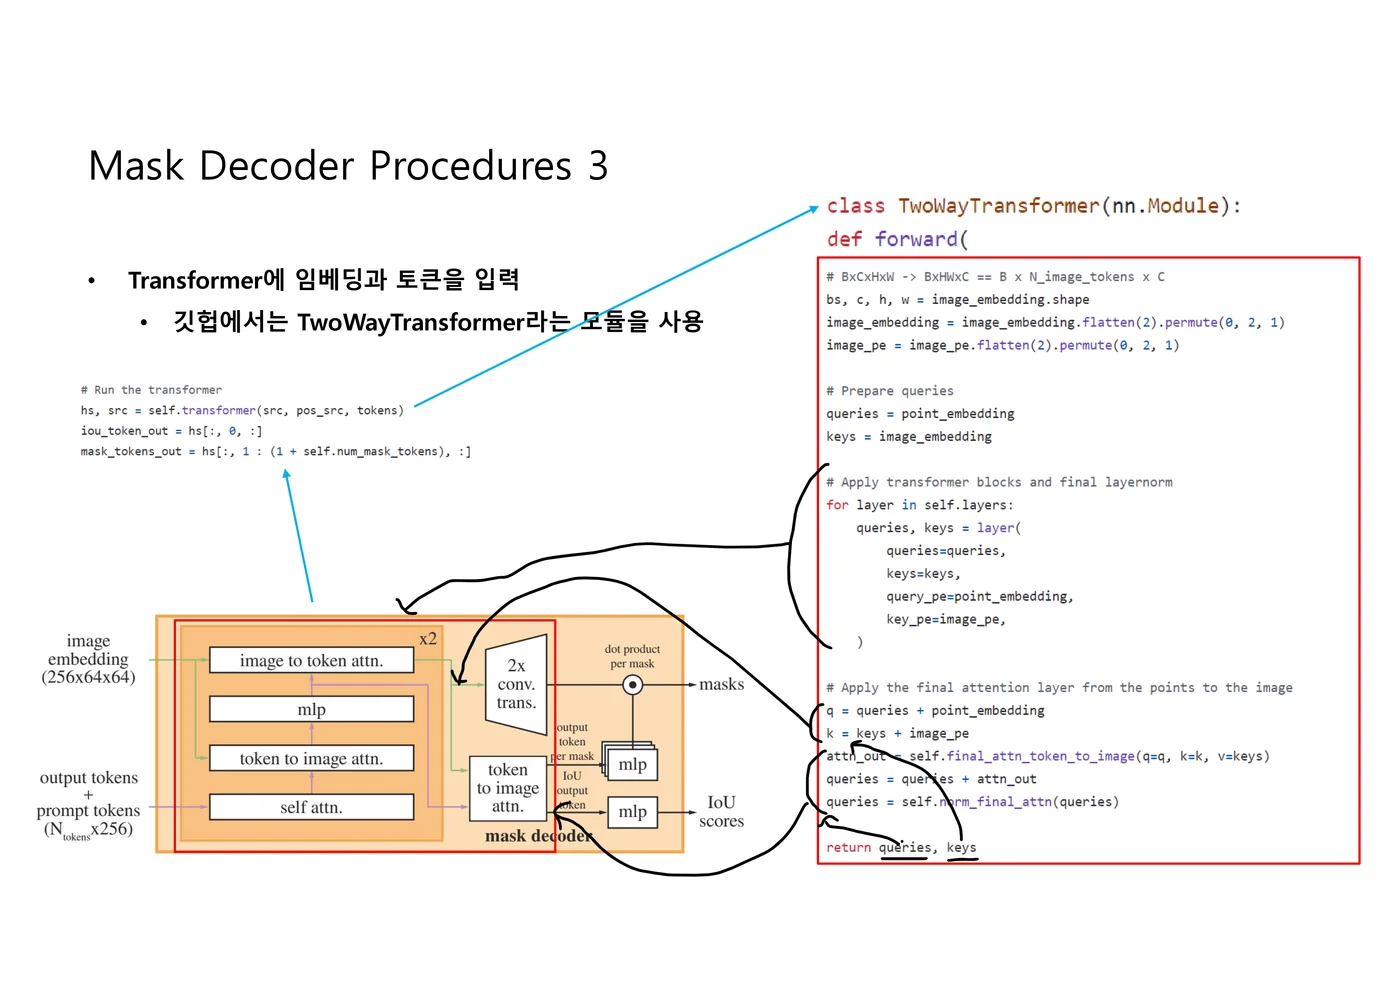 Mask Decoder Procedures 3
• Transformer에 임베딩과 토큰을 입력
• 깃헙에서는 TwoWayTransformer라는 모듈을 사용
# Run the transformer
hs, src = self.transformer(src, pos_src, tokens)
iou_token_out = hs[:, 0, :]
mask_tokens_out = hs[:, 1 : (1 + self.num_mask_tokens), :]
class TwoWayTransformer(nn.Module):
def forward(
# BxCxHxW -> BxHWxC == B x N_image_tokens x C
bs, c, h, w = image_embedding.shape
image_embedding = image_embedding.flatten(2).permute(0, 2, 1)
image_pe = image_pe.flatten(2).permute(0, 2, 1)
# Prepare queries
queries = point_embedding
keys = image_embedding
# Apply transformer blocks and final layernorm
for layer in self.layers:
queries, keys = layer(
queries=queries,
keys=keys,
query_pe=point_embedding,
key_pe=image_pe,
)
# Apply the final attention layer from the points to the image
q = queries + point_embedding
k = keys + image_pe
attn_out = self.final_attn_token_to_image(q=q, k=k, v=keys)
queries = queries + attn_out
queries = self.norm_final_attn(queries)
return queries, keys
image
embedding
(256x64x64)
output tokens
+
prompt tokens
(Ntokensx256)
x2
image to token attn.
mlp
token to image attn.
self attn.
2x
conv.
trans.
token
to image
attn.
mask decoder
dot product
per mask
masks
output
token
per mask
mlp
IoU
output
token
mlp
IoU
scores